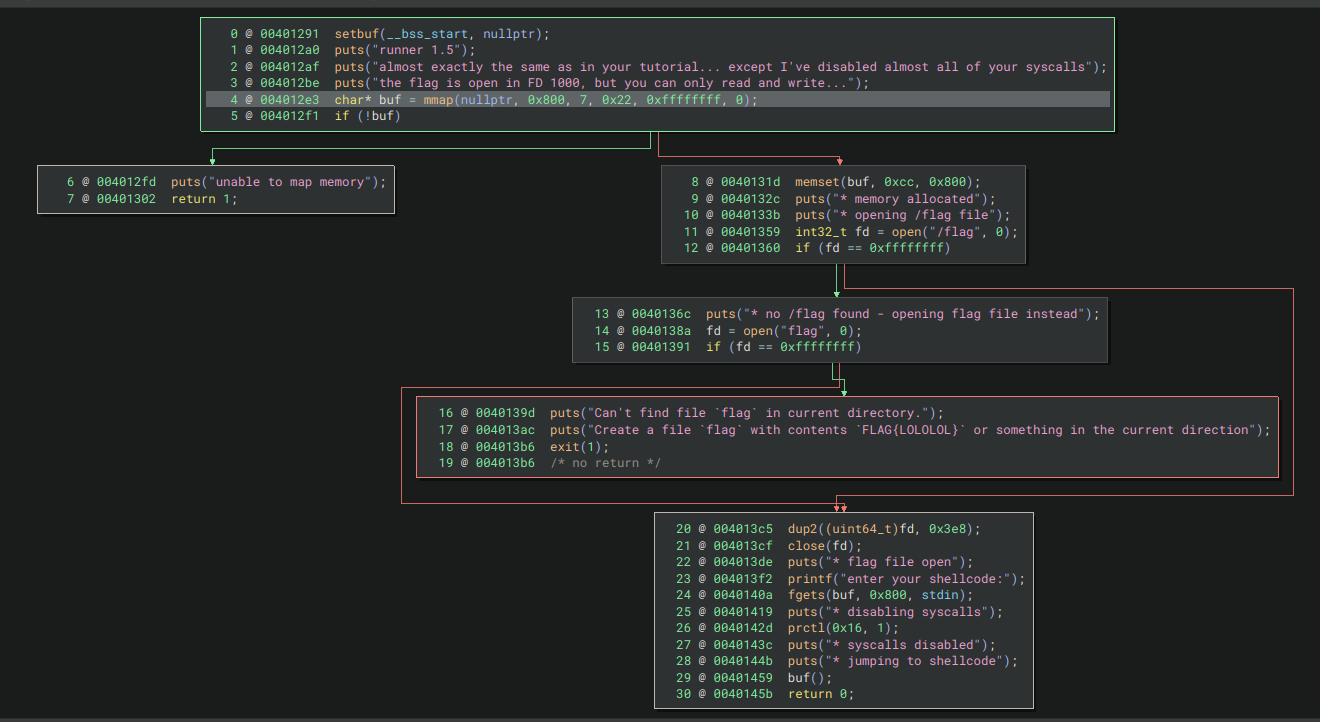 0 @ 00401291  setbuf(__bss_start, nullptr);
1 @ 004012a0  puts("runner 1.5");
2 @ 004012af  puts("almost exactly the same as in your tutorial... except I've disabled almost all of your syscalls");
3 @ 004012be  puts("the flag is open in FD 1000, but you can only read and write...");
4 @ 004012e3  char* buf = mmap(nullptr, 0x800, 7, 0x22, 0xffffffff, 0);
5 @ 004012f1  if (!buf)
6 @ 004012fd  puts("unable to map memory");
7 @ 00401302  return 1;
8 @ 0040131d  memset(buf, 0xcc, 0x800);
9 @ 0040132c  puts("* memory allocated");
10 @ 0040133b  puts("* opening /flag file");
11 @ 00401359  int32_t fd = open("/flag", 0);
12 @ 00401360  if (fd == 0xffffffff)
13 @ 0040136c  puts("* no /flag found - opening flag file instead");
14 @ 0040138a  fd = open("flag", 0);
15 @ 00401391  if (fd == 0xffffffff)
16 @ 0040139d  puts("Can't find file `flag` in current directory.");
17 @ 004013ac  puts("Create a file `flag` with contents `FLAG{LOLOLOL}` or something in the current direction");
18 @ 004013b6  exit(1);
19 @ 004013b6  /* no return */
20 @ 004013c5  dup2((uint64_t)fd, 0x3e8);
21 @ 004013cf  close(fd);
22 @ 004013de  puts("* flag file open");
23 @ 004013f2  printf("enter your shellcode:");
24 @ 0040140a  fgets(buf, 0x800, stdin);
25 @ 00401419  puts("* disabling syscalls");
26 @ 0040142d  prctl(0x16, 1);
27 @ 0040143c  puts("* syscalls disabled");
28 @ 0040144b  puts("* jumping to shellcode");
29 @ 00401459  buf();
30 @ 0040145b  return 0;